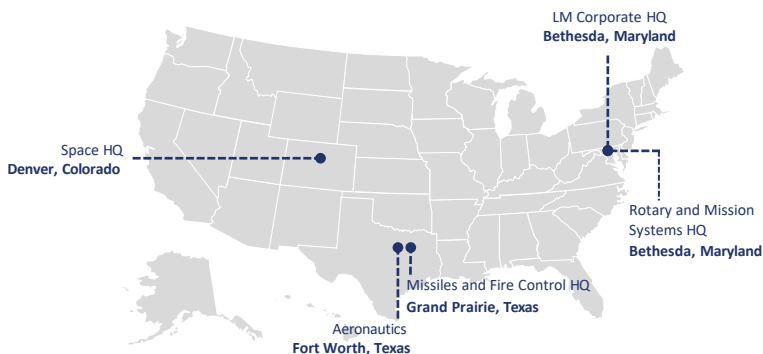 LM Corporate HQ
Bethesda, Maryland
Space HQ
Denver, Colorado
Rotary and Mission
Systems HQ
Bethesda, Maryland
Missiles and Fire Control HQ
Grand Prairie, Texas
Aeronautics
Fort Worth, Texas